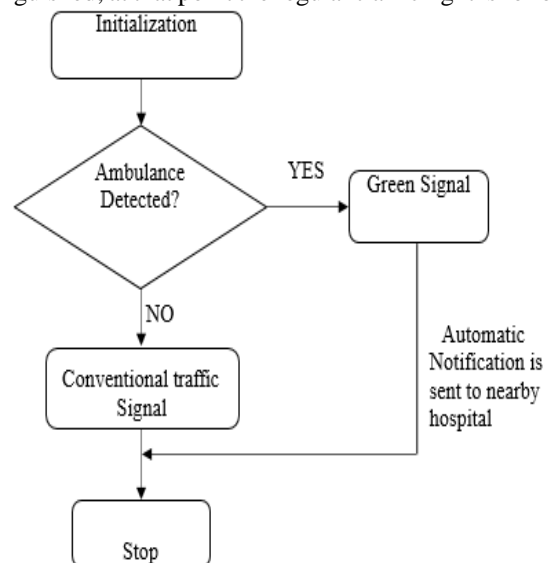 Initialization
Ambulance
Detected?
YES
Green Signal
NO
Conventional traffic
Signal
Automatic
Notification is
sent to nearby
hospital
Stop